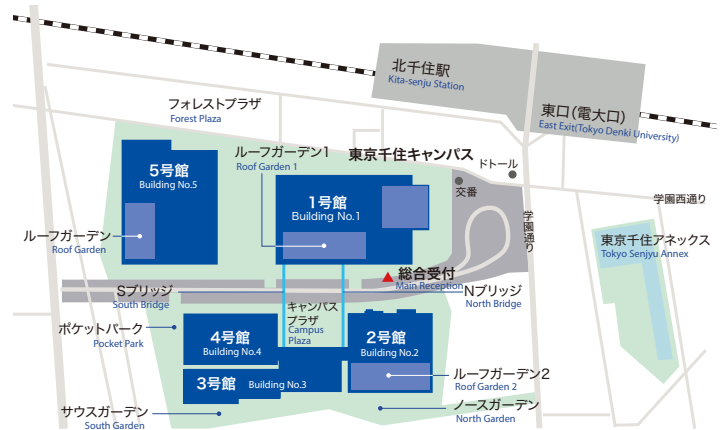 北千住駅
Kita-senju Station
東口(電大口)
East Exit(Tokyo Denki University)
フォレストプラザ
Forest Plaza
ルーフガーデン1
Roof Garden 1
東京千住キャンパス
ドトール
交番
5号館
Building No.5
1号館
Building No.1
学園西通り
学園通り
ルーフガーデン
Roof Garden
東京千住アネックス
Tokyo Senjyu Annex
総合受付
Main Reception
Sブリッジ
South Bridge
Nブリッジ
North Bridge
キャンパス
プラザ
Campus
Plaza
ポケットパーク
Pocket Park
4号館
Building No.4
2号館
Building No.2
3号館
Building No.3
ルーフガーデン2
Roof Garden 2
サウスガーデン
South Garden
ノースガーデン
North Garden